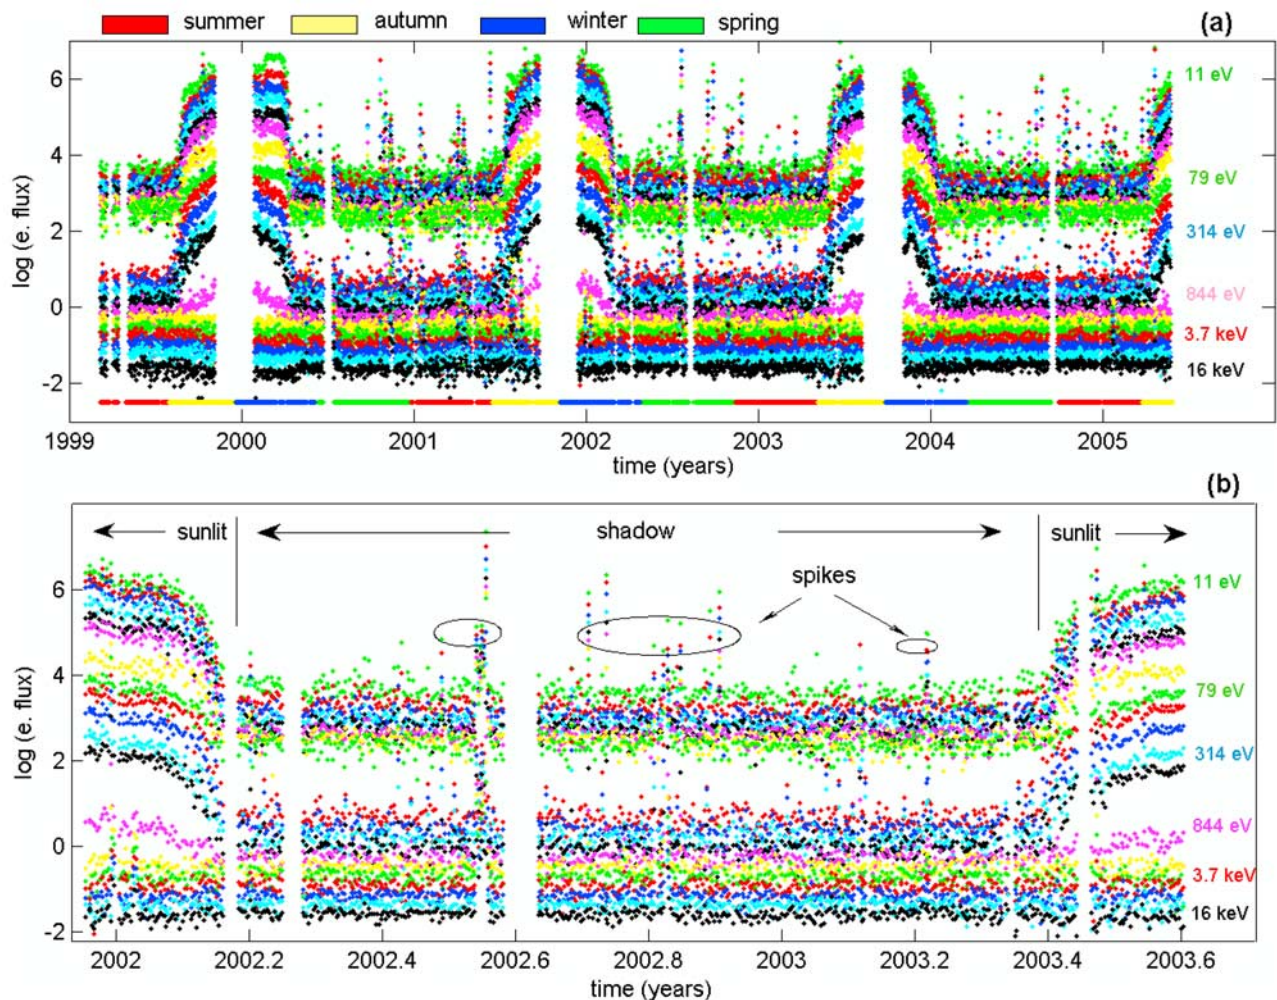 summer autumn winter spring (a)
6
4
2
0
-2
log (e. flux)
11 eV
79 eV
314 eV
844 eV
3.7 keV
16 keV
1999 2000 2001 2002 2003 2004 2005
time (years)
(b)
sunlit shadow sunlit
spikes
6
4
2
0
-2
log (e. flux)
11 eV
79 eV
314 eV
844 eV
3.7 keV
16 keV
2002 2002.2 2002.4 2002.6 2002.8 2003 2003.2 2003.4 2003.6
time (years)